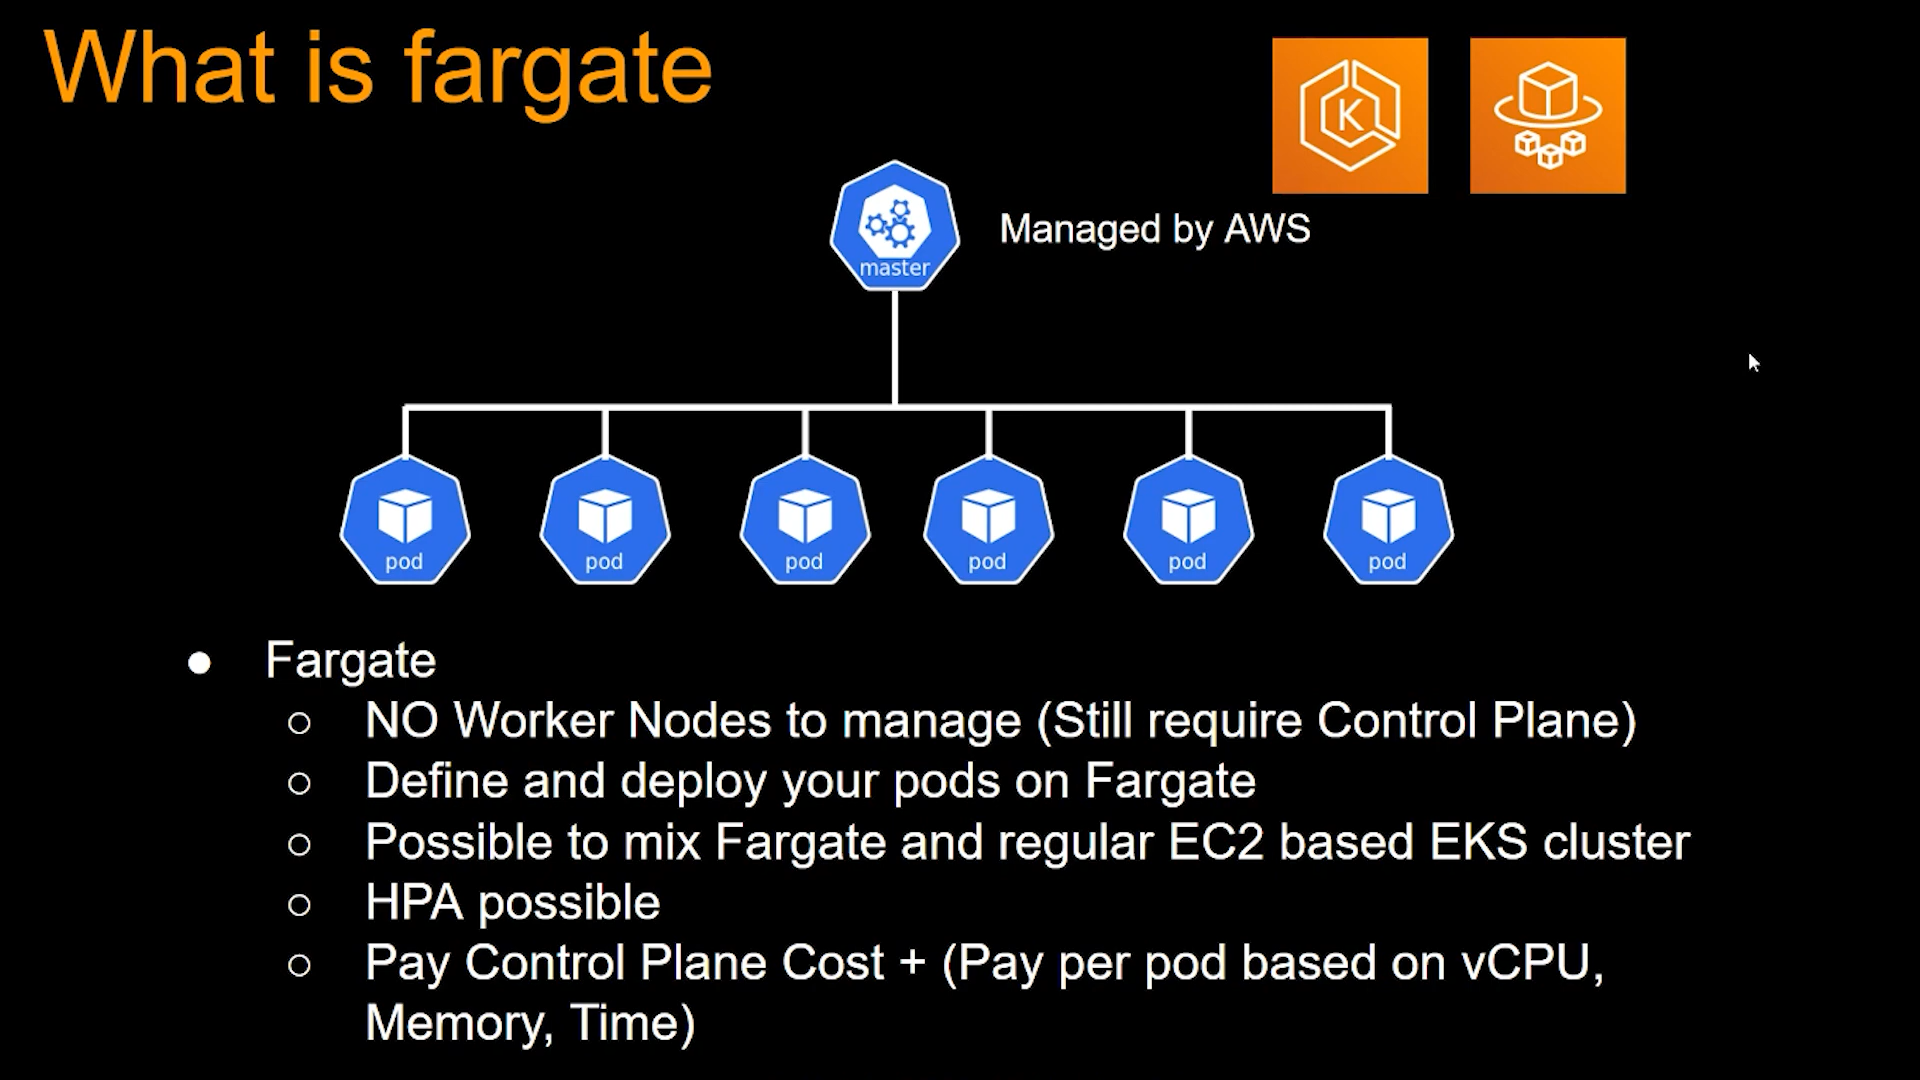 What is fargate
K
Managed by AWS
master
pod pod pod pod pod pod
● Fargate
○ NO Worker Nodes to manage (Still require Control Plane)
○ Define and deploy your pods on Fargate
○ Possible to mix Fargate and regular EC2 based EKS cluster
○ HPA possible
○ Pay Control Plane Cost + (Pay per pod based on vCPU,
Memory, Time)